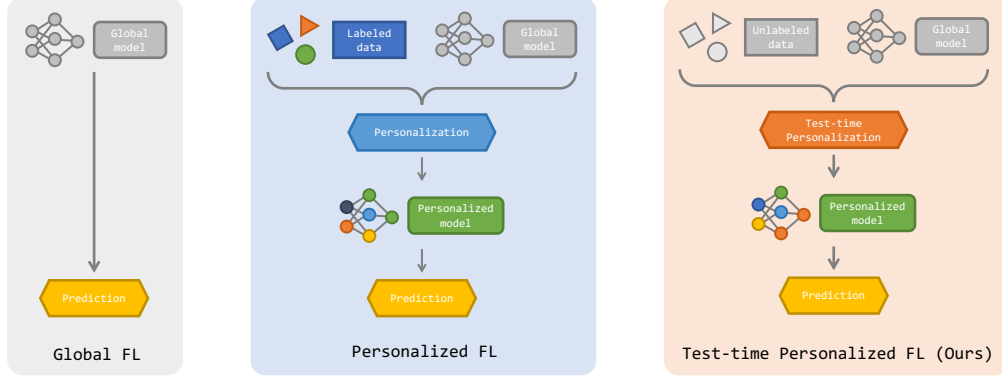 Global
model
Prediction
Global FL
Labeled
data
Global
model
Personalization
Personalized
model
Prediction
Personalized FL
Unlabeled
data
Global
model
Test-time
Personalization
Personalized
model
Prediction
Test-time Personalized FL (Ours)